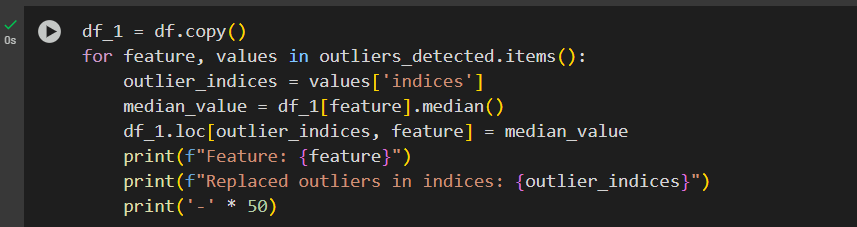 df_1 = df.copy()
0s
for feature, values in outliers_detected.items():
    outlier_indices = values['indices']
    median_value = df_1[feature].median()
    df_1.loc[outlier_indices, feature] = median_value
    print(f"Feature: {feature}")
    print(f"Replaced outliers in indices: {outlier_indices}")
    print('-' * 50)